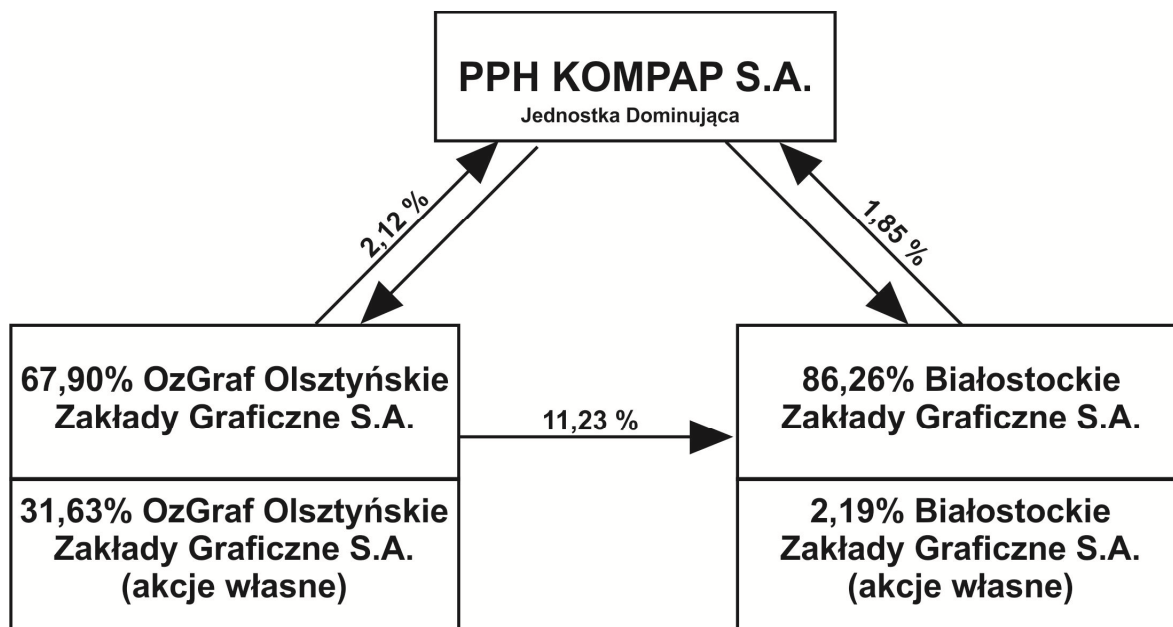 PPH KOMPAP S.A.
Jednostka Dominująca
2,12 %
1,85 %
67,90% OzGraf Olsztyńskie
Zakłady Graficzne S.A.
11,23 %
86,26% Białostockie
Zakłady Graficzne S.A.
31,63% OzGraf Olsztyńskie
Zakłady Graficzne S.A.
(akcje własne)
2,19% Białostockie
Zakłady Graficzne S.A.
(akcje własne)